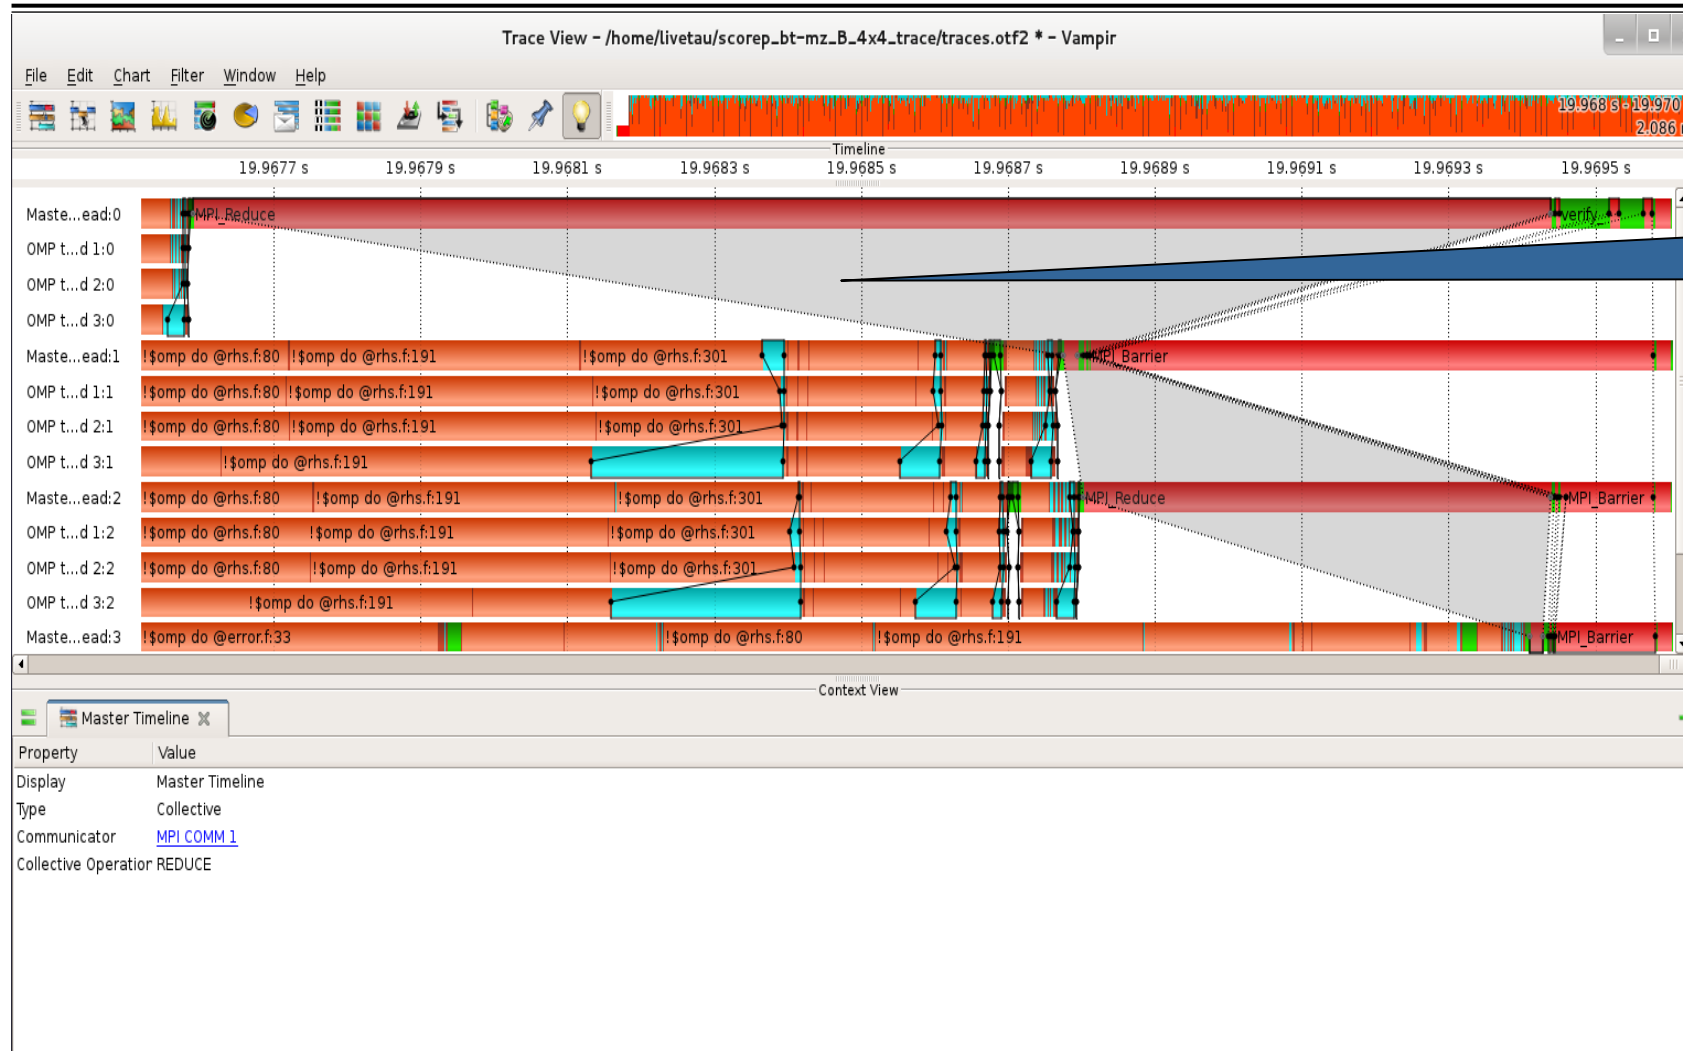 Trace View - /home/livetau/scorep_bt-mz_B_4x4_trace/traces.otf2 * - Vampir
File Edit Chart Filter Window Help
19.968 s - 19.970
2.086
Timeline
19.9677 s 19.9679 s 19.9681 s 19.9683 s 19.9685 s 19.9687 s 19.9689 s 19.9691 s 19.9693 s 19.9695 s
Maste...ead:0 MPI_Reduce verify_
OMP t...d 1:0
OMP t...d 2:0
OMP t...d 3:0
Maste...ead:1 !$omp do @rhs.f:80 !$omp do @rhs.f:191 !$omp do @rhs.f:301 MPI_Barrier
OMP t...d 1:1 !$omp do @rhs.f:80 !$omp do @rhs.f:191 !$omp do @rhs.f:301
OMP t...d 2:1 !$omp do @rhs.f:80 !$omp do @rhs.f:191 !$omp do @rhs.f:301
OMP t...d 3:1 !$omp do @rhs.f:191
Maste...ead:2 !$omp do @rhs.f:80 !$omp do @rhs.f:191 !$omp do @rhs.f:301 MPI_Reduce MPI_Barrier
OMP t...d 1:2 !$omp do @rhs.f:80 !$omp do @rhs.f:191 !$omp do @rhs.f:301
OMP t...d 2:2 !$omp do @rhs.f:80 !$omp do @rhs.f:191 !$omp do @rhs.f:301
OMP t...d 3:2 !$omp do @rhs.f:191
Maste...ead:3 !$omp do @error.f:33 !$omp do @rhs.f:80 !$omp do @rhs.f:191 MPI_Barrier
Context View
Master Timeline
Property Value
Display Master Timeline
Type Collective
Communicator MPI COMM 1
Collective Operation REDUCE